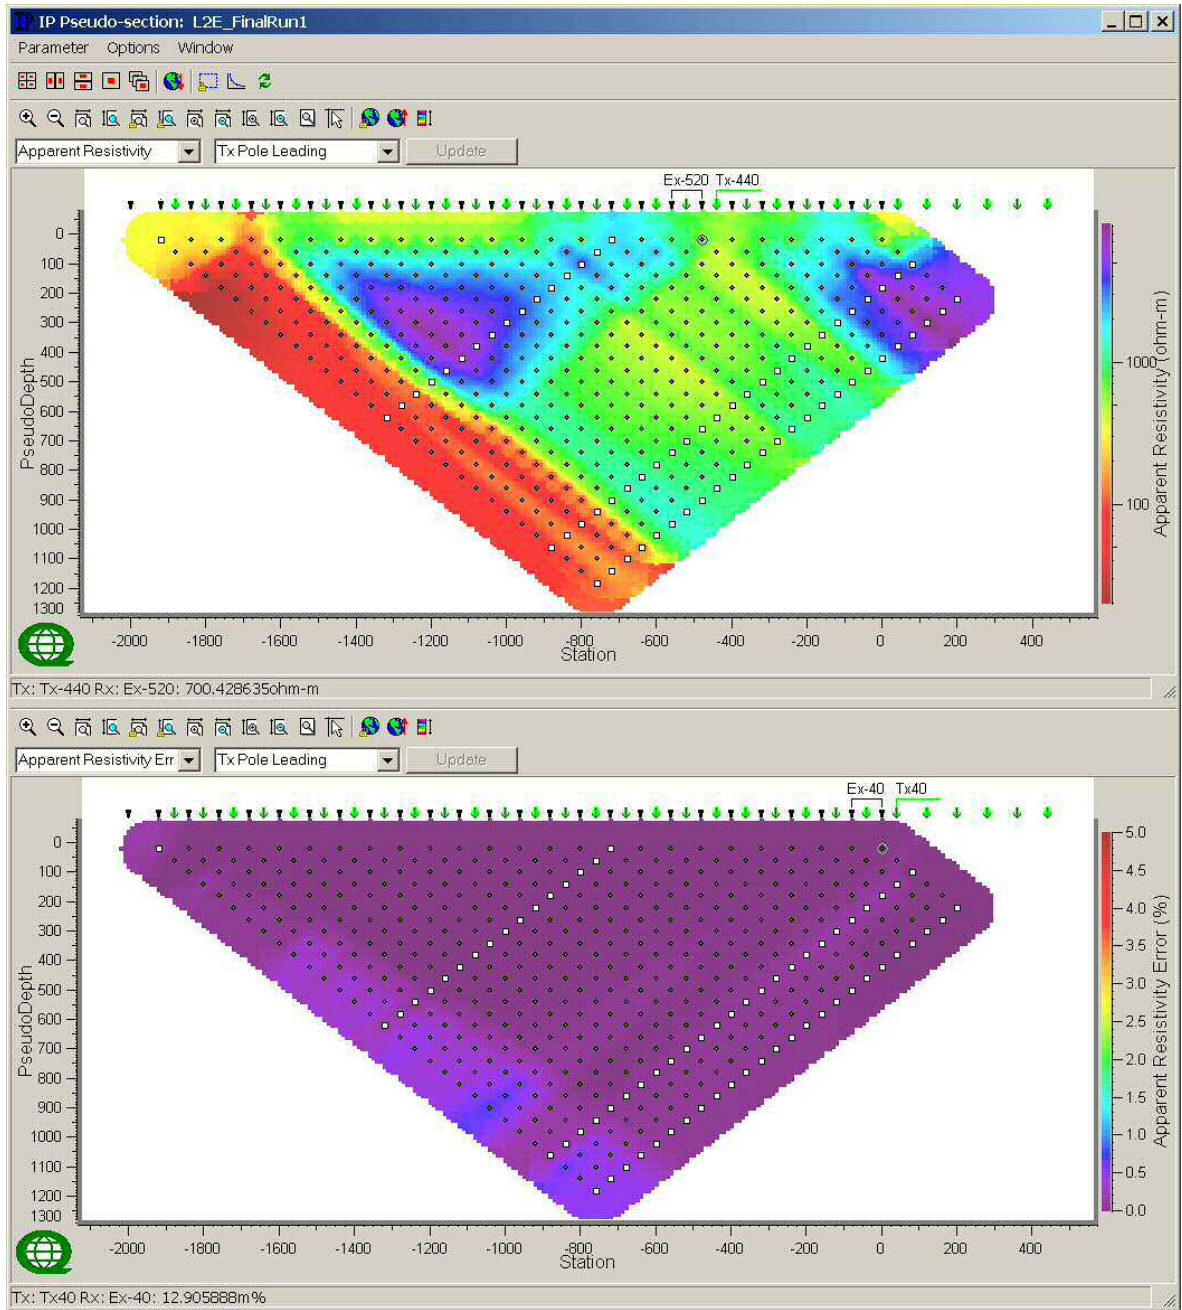 IP IP Pseudo-section: L2E_FinalRun1
Parameter Options Window
Apparent Resistivity Tx Pole Leading Update
Ex-520 Tx-440
0
100
200
300
400
500
600
700
800
900
1000
1100
1200
1300
PseudoDepth
-2000 -1800 -1600 -1400 -1200 -1000 -800 -600 -400 -200 0 200 400
Station
1000
100
Apparent Resistivity (ohm-m)
Tx: Tx-440 Rx: Ex-520: 700.428635ohm-m
Apparent Resistivity Err Tx Pole Leading Update
Ex-40 Tx40
0
100
200
300
400
500
600
700
800
900
1000
1100
1200
1300
PseudoDepth
-2000 -1800 -1600 -1400 -1200 -1000 -800 -600 -400 -200 0 200 400
Station
5.0
4.5
4.0
3.5
3.0
2.5
2.0
1.5
1.0
0.5
0.0
Apparent Resistivity Error (%)
Tx: Tx40 Rx: Ex-40: 12.905888m%